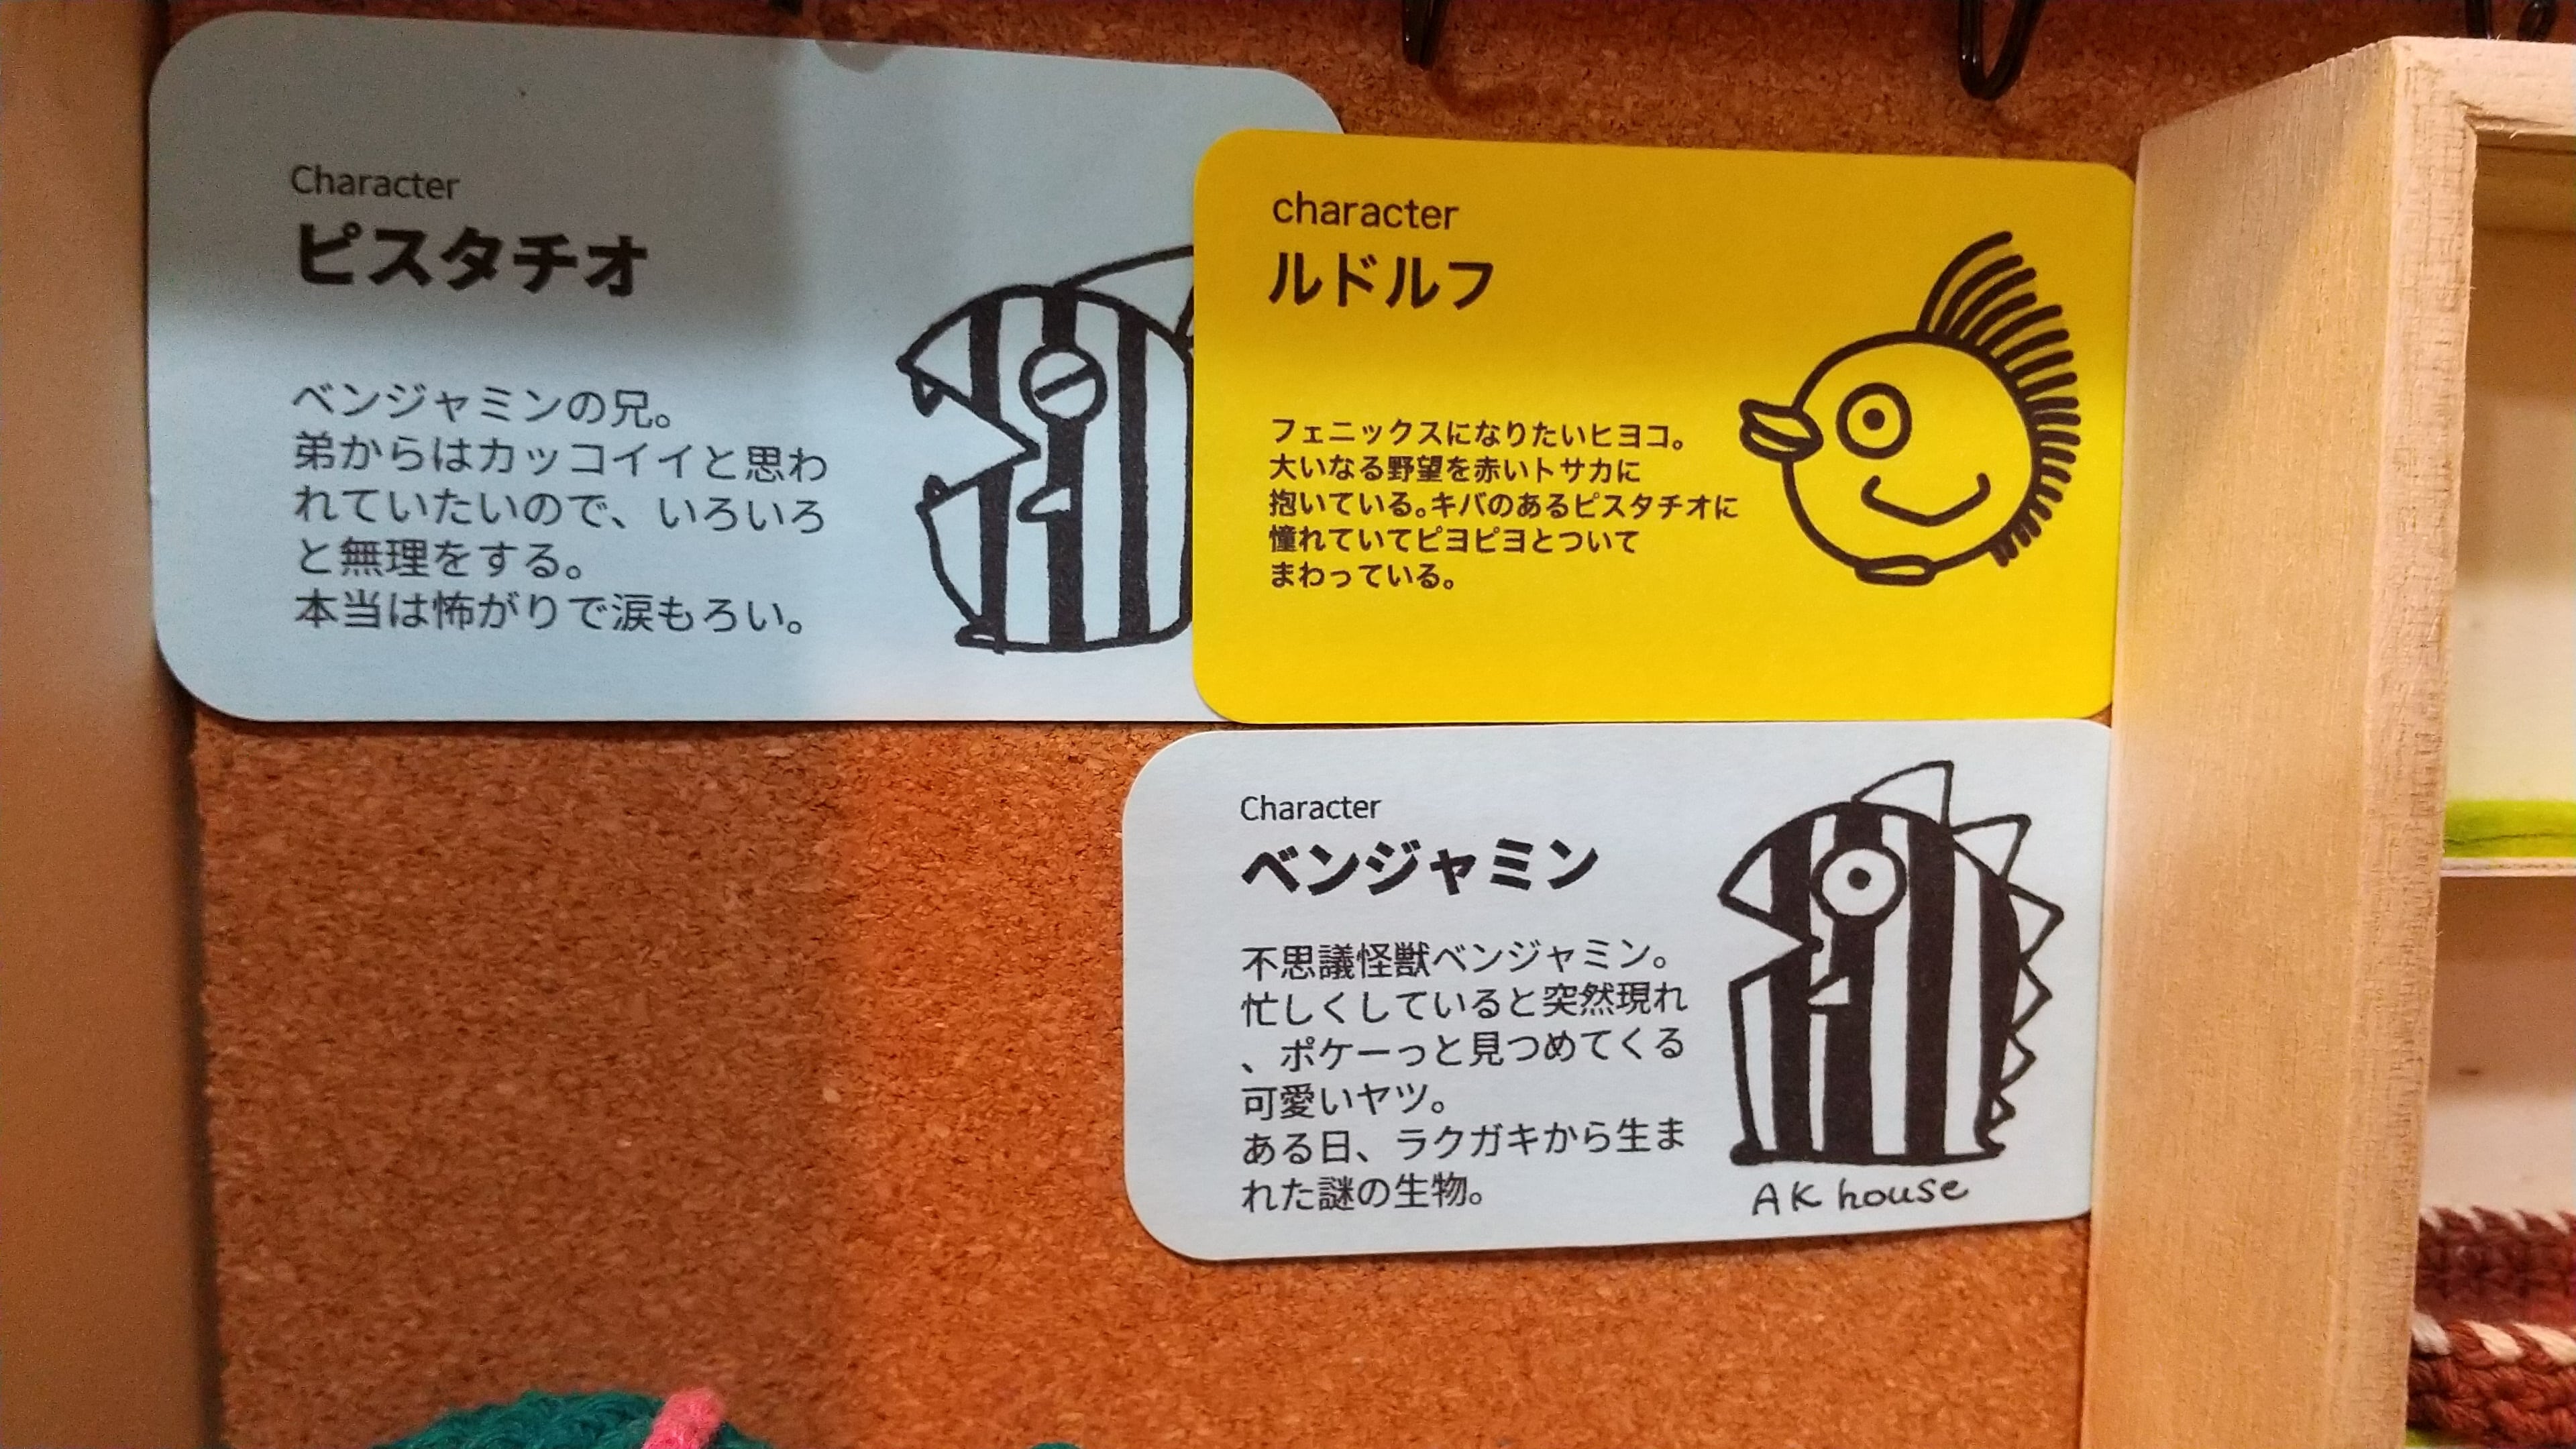 Character
ピスタチオ
ベンジャミンの兄。
弟からはカッコイイと思わ
れていたいので、いろいろ
と無理をする。
本当は怖がりで涙もろい。
character
ルドルフ
フェニックスになりたいヒヨコ。
大いなる野望を赤いトサカに
抱いている。キバのあるピスタチオに
憧れていてピヨピヨとついて
まわっている。
Character
ベンジャミン
不思議怪獣ベンジャミン。
忙しくしていると突然現れ
、ポケーっと見つめてくる
可愛いヤツ。
ある日、ラクガキから生ま
れた謎の生物。
AK house